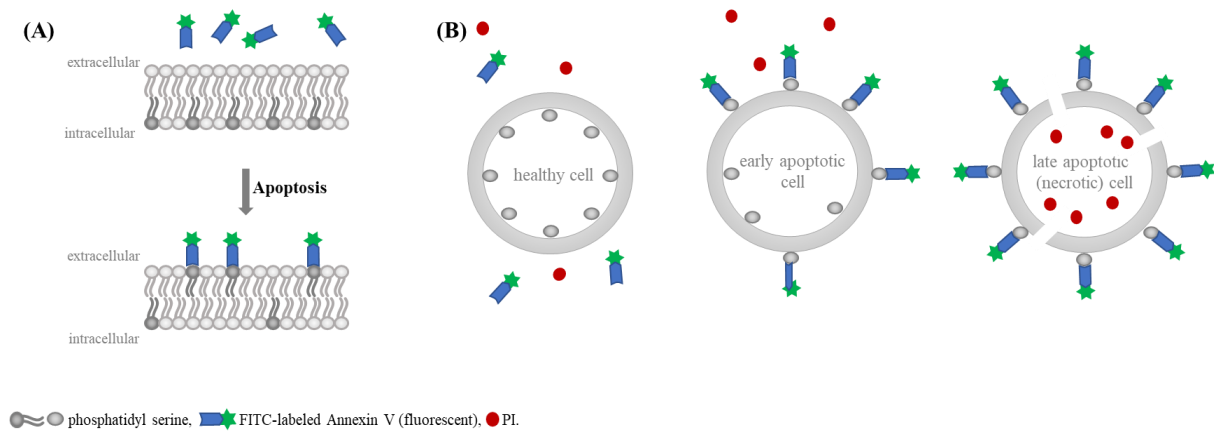 (A)
extracellular
intracellular
Apoptosis
extracellular
intracellular
(B)
healthy cell
early apoptotic
cell
late apoptotic
(necrotic) cell
phosphatidyl serine, FITC-labeled Annexin V (fluorescent), PI.